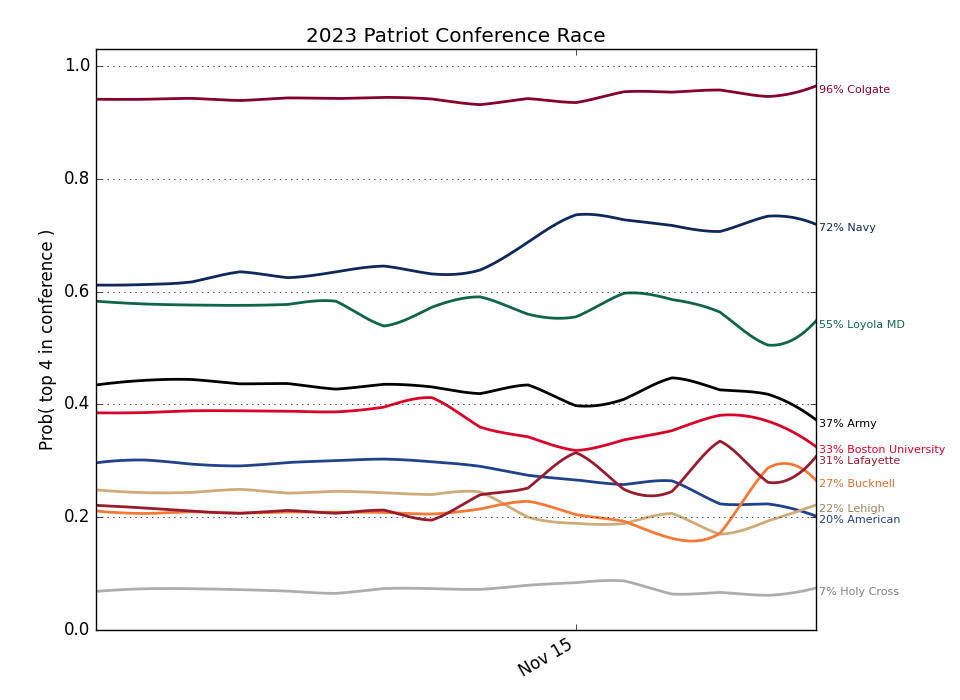 2023 Patriot Conference Race
1.0
0.8
0.6
0.4
0.2
0.0
Prob( top 4 in conference )
Nov 15
96% Colgate
72% Navy
55% Loyola MD
37% Army
33% Boston University
31% Lafayette
27% Bucknell
22% Lehigh
20% American
7% Holy Cross